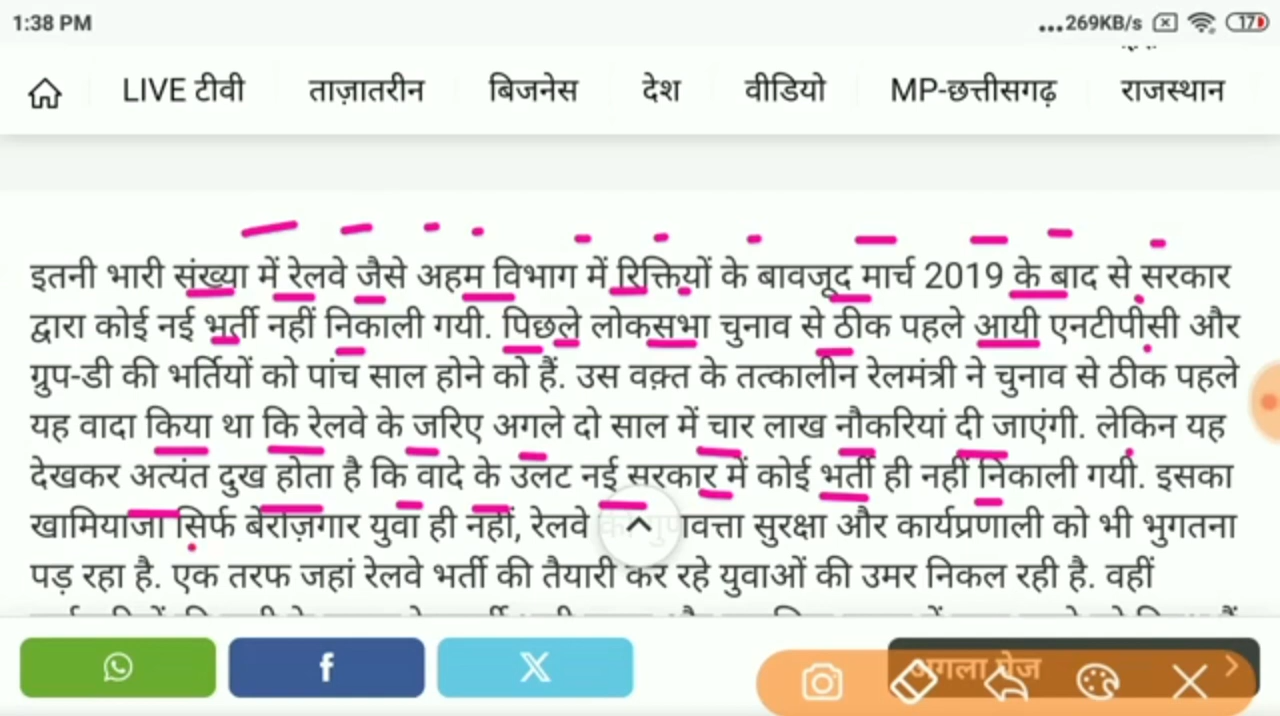 1:38 PM
...269KB/s 17
LIVE टीवी ताज़ातरीन बिजनेस देश वीडियो MP-छत्तीसगढ़ राजस्थान
इतनी भारी संख्या में रेलवे जैसे अहम विभाग में रिक्तियों के बावजूद मार्च 2019 के बाद से सरकार
द्वारा कोई नई भर्ती नहीं निकाली गयी. पिछले लोकसभा चुनाव से ठीक पहले आयी एनटीपीसी और
ग्रुप-डी की भर्तियों को पांच साल होने को हैं. उस वक़्त के तत्कालीन रेलमंत्री ने चुनाव से ठीक पहले
यह वादा किया था कि रेलवे के जरिए अगले दो साल में चार लाख नौकरियां दी जाएंगी. लेकिन यह
देखकर अत्यंत दुख होता है कि वादे के उलट नई सरकार में कोई भर्ती ही नहीं निकाली गयी. इसका
खामियाजा सिर्फ बेरोज़गार युवा ही नहीं, रेलवे की गुणवत्ता सुरक्षा और कार्यप्रणाली को भी भुगतना
पड़ रहा है. एक तरफ जहां रेलवे भर्ती की तैयारी कर रहे युवाओं की उमर निकल रही है. वहीं
अगला पेज